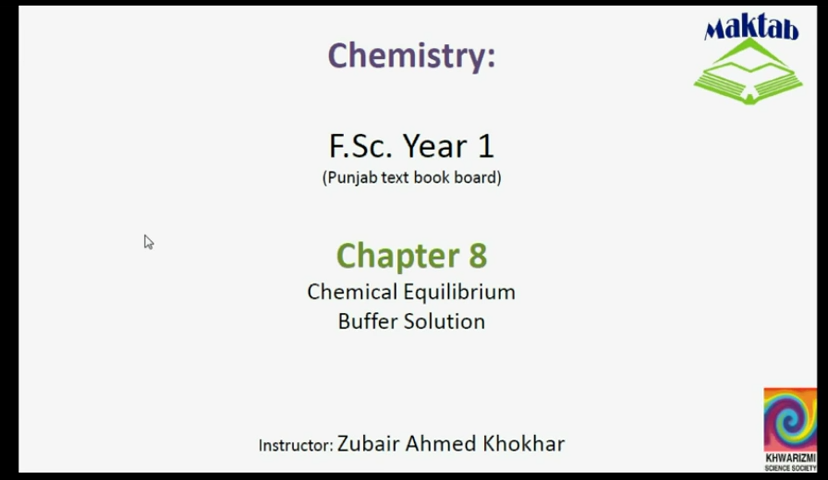 Maktab
Chemistry:
F.Sc. Year 1
(Punjab text book board)
Chapter 8
Chemical Equilibrium
Buffer Solution
Instructor: Zubair Ahmed Khokhar
KHWARIZMI
SCIENCE SOCIETY